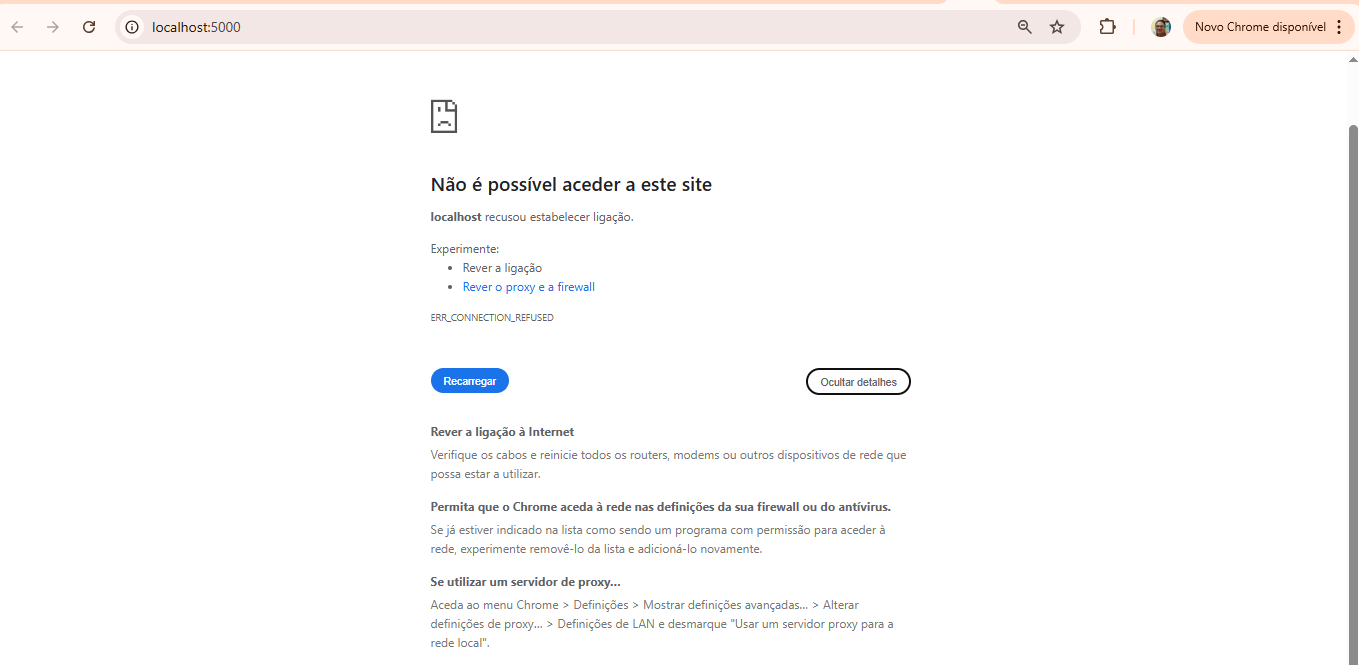 localhost:5000
Novo Chrome disponível
Não é possível aceder a este site
localhost recusou estabelecer ligação.
Experimente:
Rever a ligação
Rever o proxy e a firewall
ERR_CONNECTION_REFUSED
Recarregar
Ocultar detalhes
Rever a ligação à Internet
Verifique os cabos e reinicie todos os routers, modems ou outros dispositivos de rede que
possa estar a utilizar.
Permita que o Chrome aceda à rede nas definições da sua firewall ou do antívirus.
Se já estiver indicado na lista como sendo um programa com permissão para aceder à
rede, experimente removê-lo da lista e adicioná-lo novamente.
Se utilizar um servidor de proxy...
Aceda ao menu Chrome > Definições > Mostrar definições avançadas... > Alterar
definições de proxy... > Definições de LAN e desmarque "Usar um servidor proxy para a
rede local".